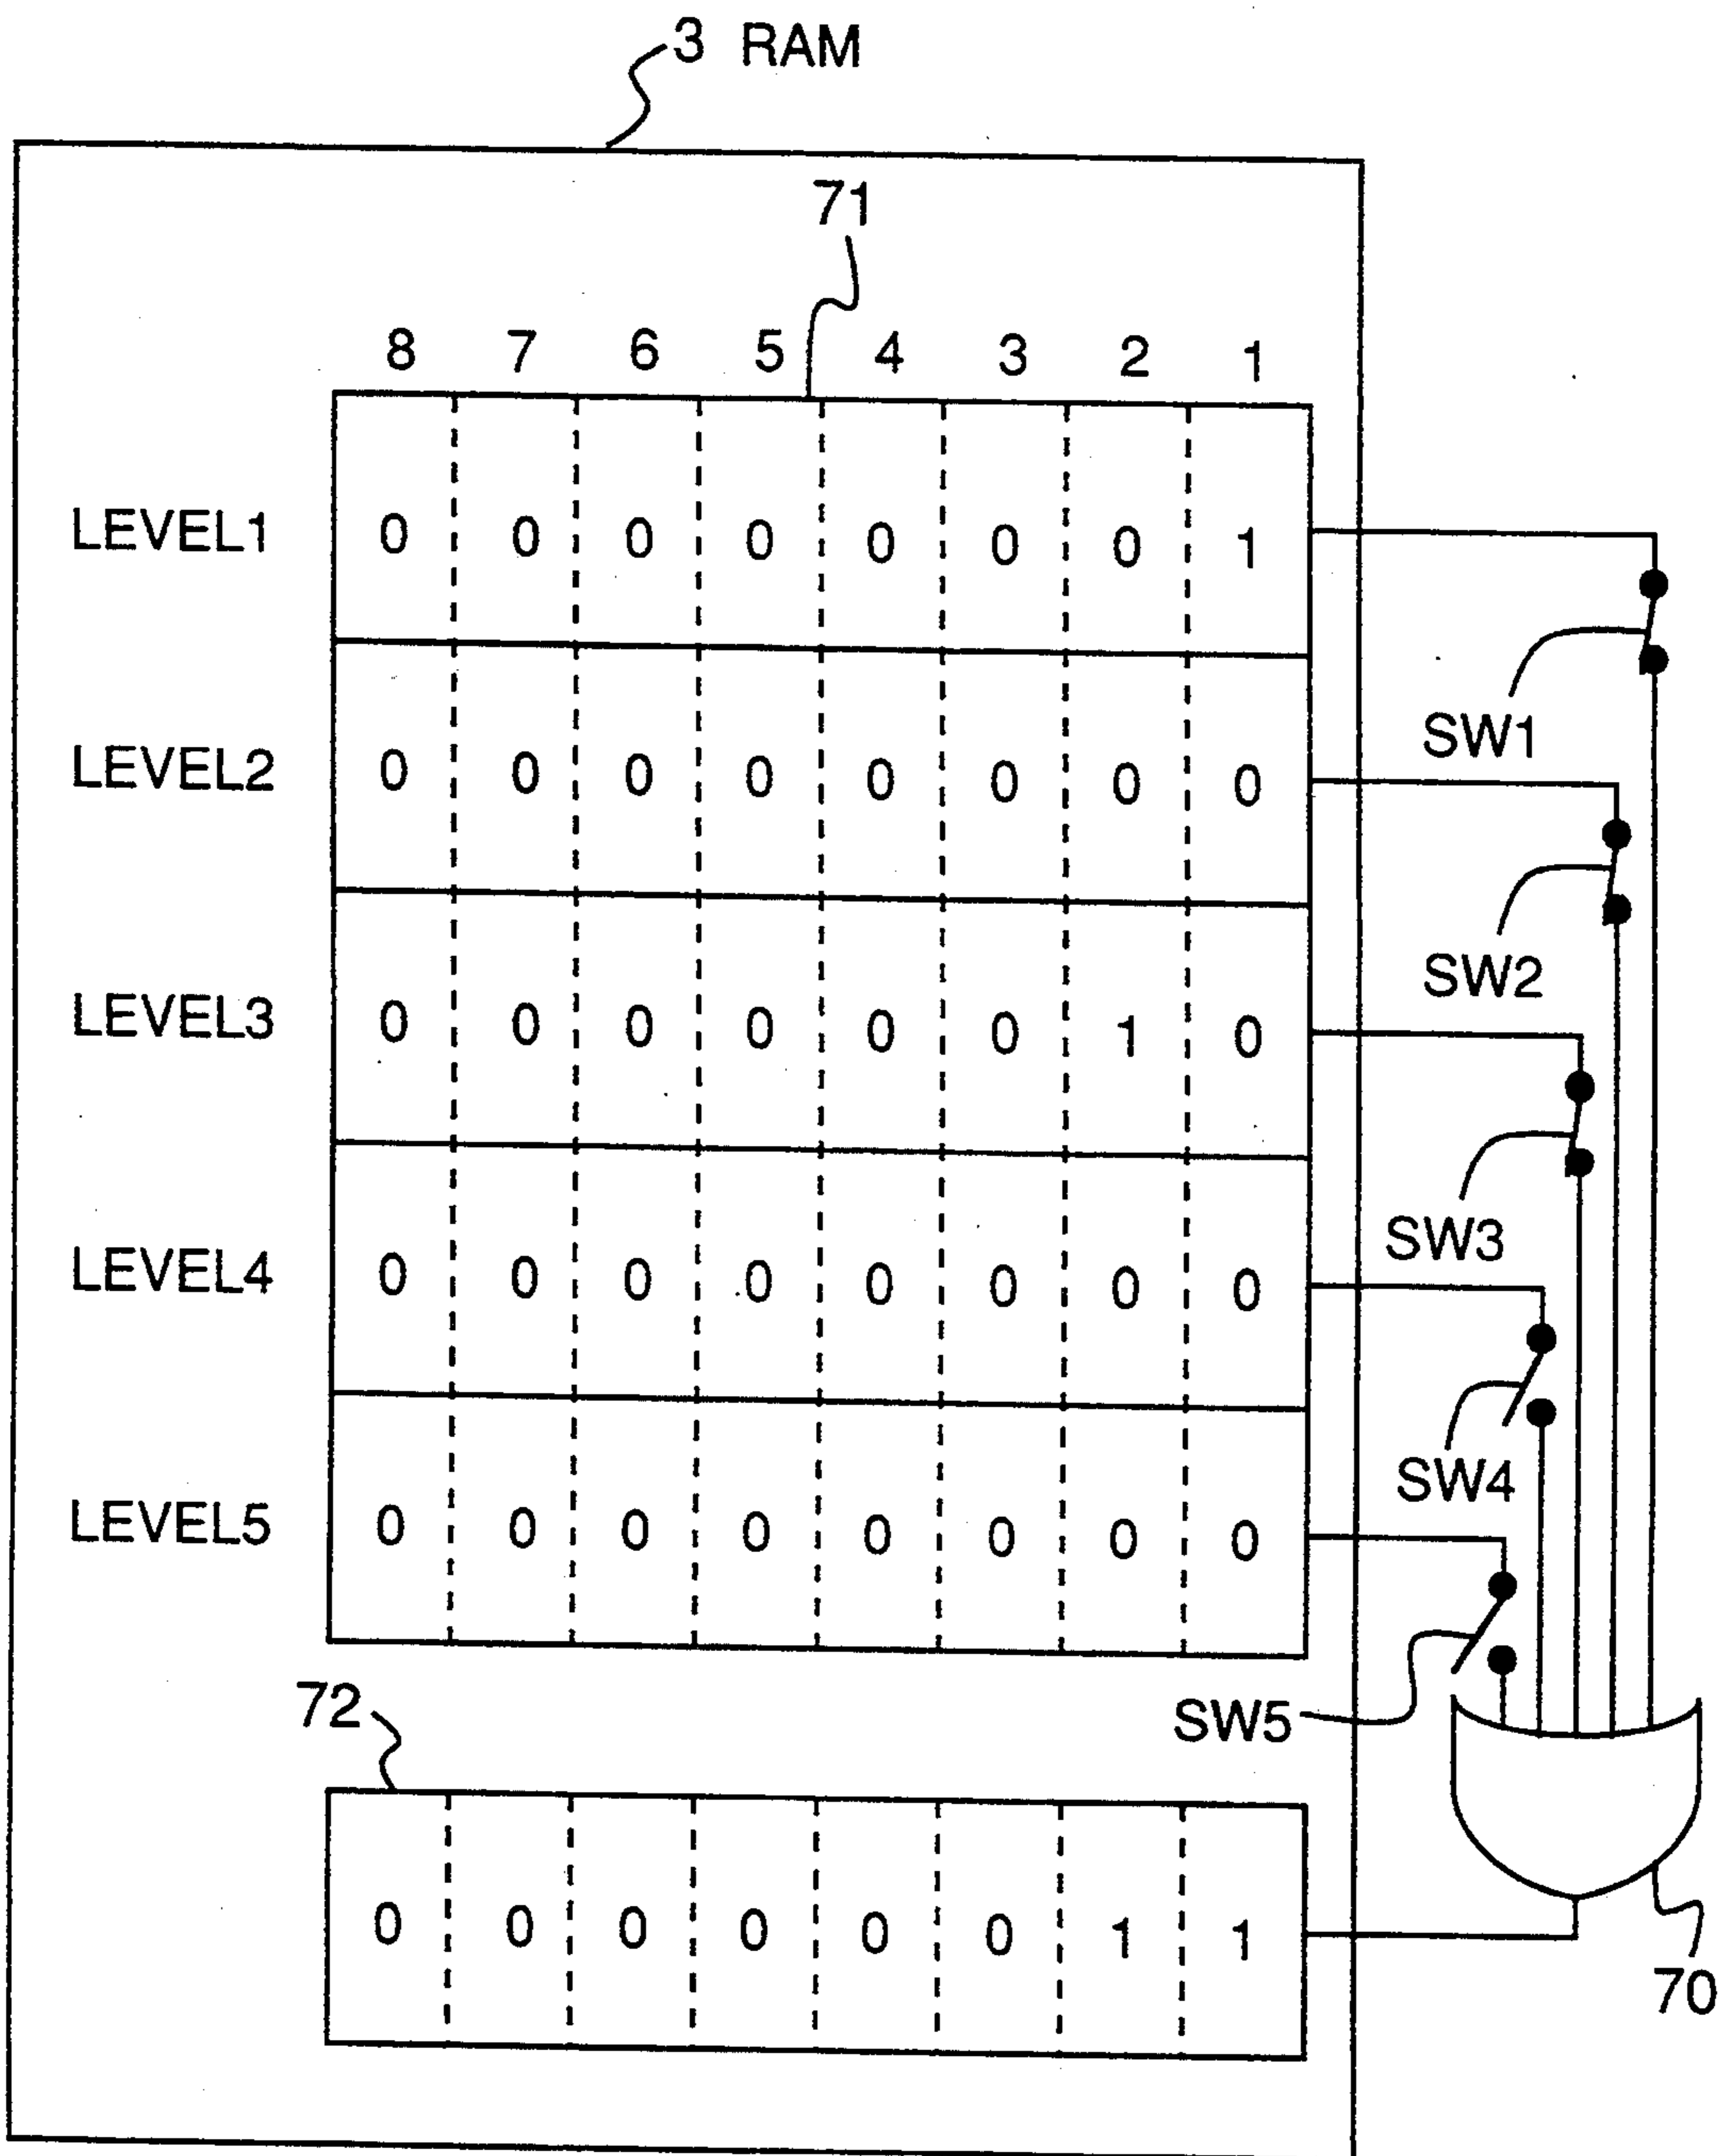 3 RAM
71
8 7 6 5 4 3 2 1
LEVEL1 0 0 0 0 0 0 0 1
SW1
LEVEL2 0 0 0 0 0 0 0 0
SW2
LEVEL3 0 0 0 0 0 0 1 0
SW3
LEVEL4 0 0 0 0 0 0 0 0
SW4
LEVEL5 0 0 0 0 0 0 0 0
SW5
72
0 0 0 0 0 0 1 1
70